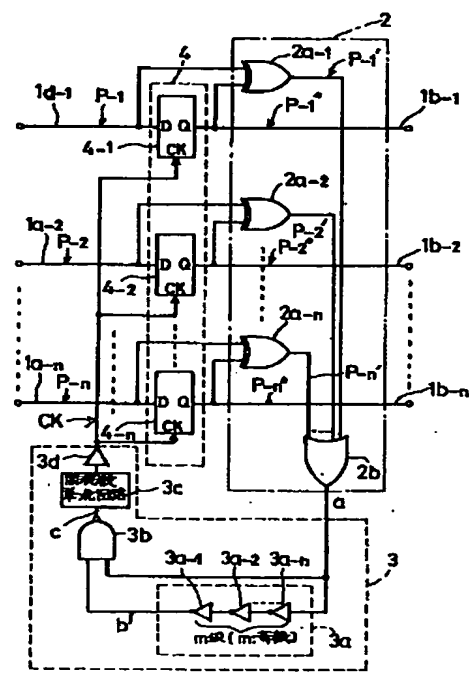 2
4
2a-1
P-1'
1d-1
P-1
P-1"
1b-1
D Q
CK
4-1
2a-2
1a-2
P-2
P-2'
P-2"
1b-2
D Q
CK
4-2
2a-n
1a-n
P-n
P-n'
P-n"
1b-n
D Q
CK
CK
4-n
2b
a
3d
3c
c
3b
3
3a-1
3a-2
3a-n
b
3a